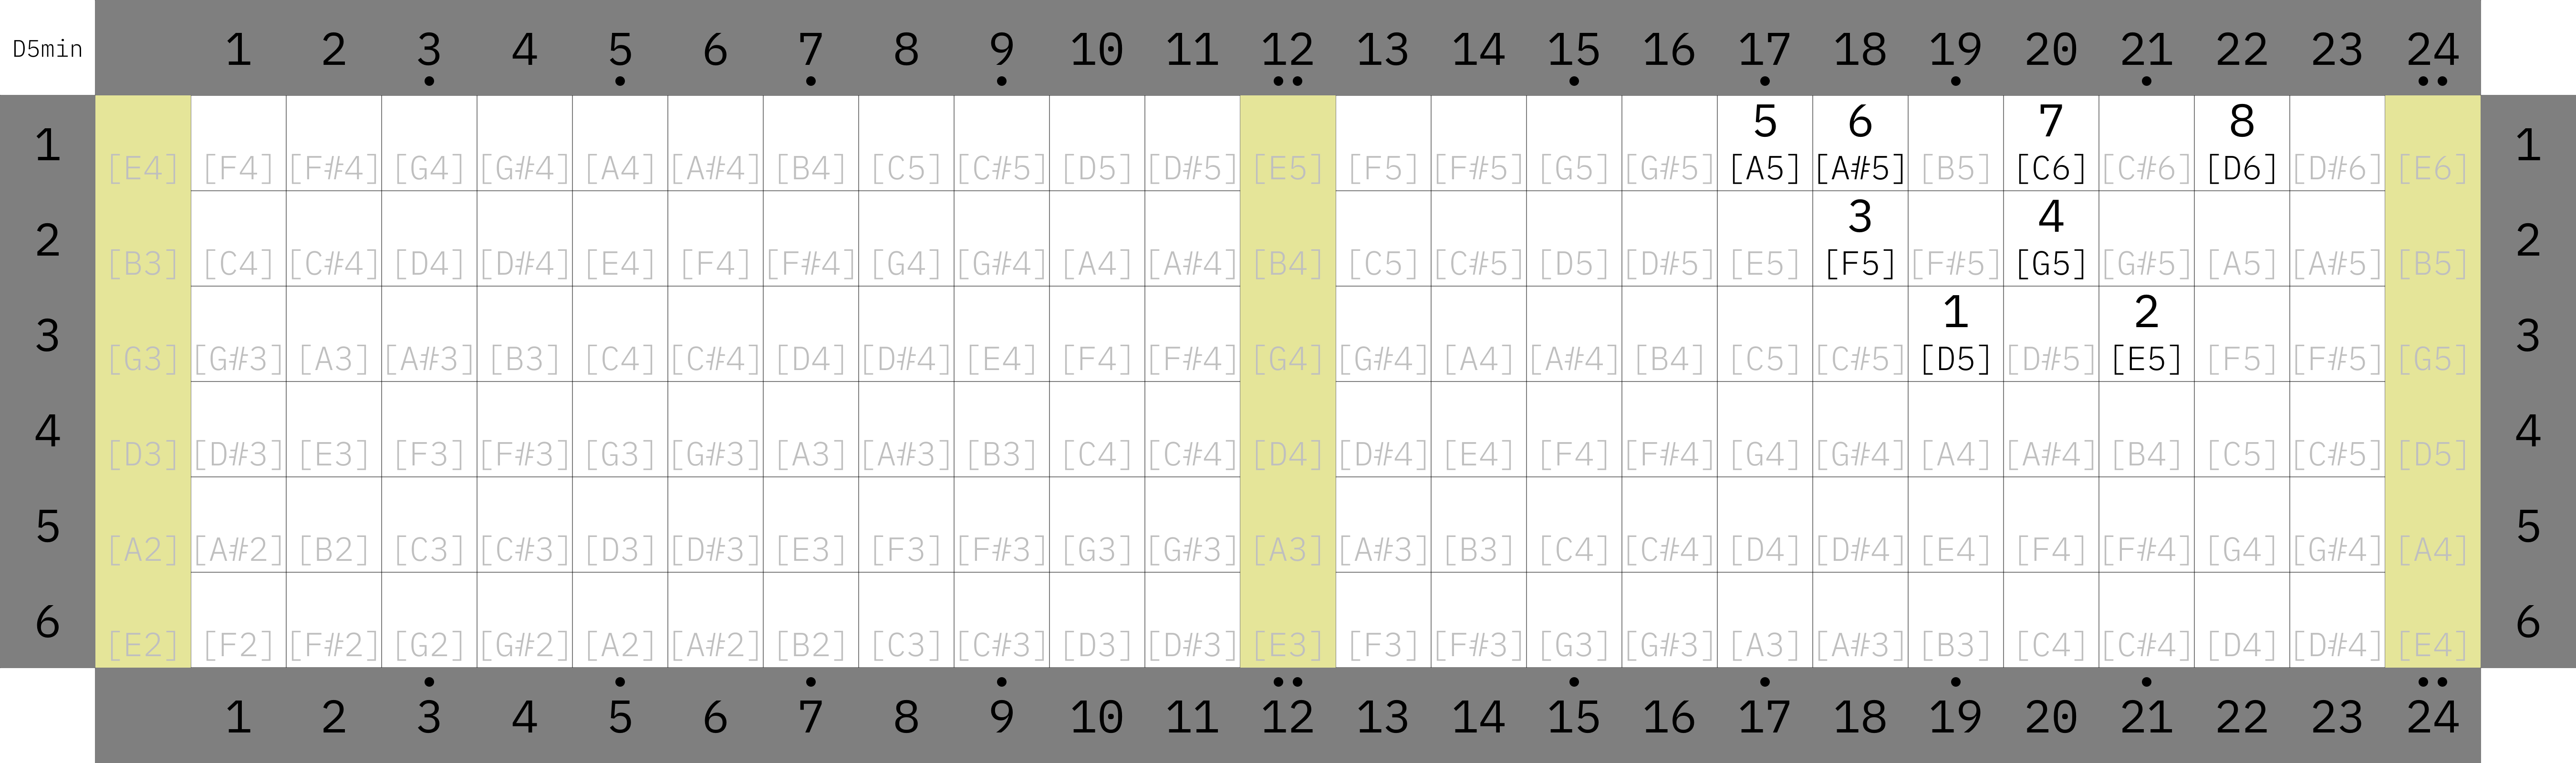 D5min 1 2 3 4 5 6 7 8 9 10 11 12 13 14 15 16 17 18 19 20 21 22 23 24
5 6 7 8
1 [E4] [F4] [F#4] [G4] [G#4] [A4] [A#4] [B4] [C5] [C#5] [D5] [D#5] [E5] [F5] [F#5] [G5] [G#5] [A5] [A#5] [B5] [C6] [C#6] [D6] [D#6] [E6] 1
3 4
2 [B3] [C4] [C#4] [D4] [D#4] [E4] [F4] [F#4] [G4] [G#4] [A4] [A#4] [B4] [C5] [C#5] [D5] [D#5] [E5] [F5] [F#5] [G5] [G#5] [A5] [A#5] [B5] 2
1 2
3 [G3] [G#3] [A3] [A#3] [B3] [C4] [C#4] [D4] [D#4] [E4] [F4] [F#4] [G4] [G#4] [A4] [A#4] [B4] [C5] [C#5] [D5] [D#5] [E5] [F5] [F#5] [G5] 3
4 [D3] [D#3] [E3] [F3] [F#3] [G3] [G#3] [A3] [A#3] [B3] [C4] [C#4] [D4] [D#4] [E4] [F4] [F#4] [G4] [G#4] [A4] [A#4] [B4] [C5] [C#5] [D5] 4
5 [A2] [A#2] [B2] [C3] [C#3] [D3] [D#3] [E3] [F3] [F#3] [G3] [G#3] [A3] [A#3] [B3] [C4] [C#4] [D4] [D#4] [E4] [F4] [F#4] [G4] [G#4] [A4] 5
6 [E2] [F2] [F#2] [G2] [G#2] [A2] [A#2] [B2] [C3] [C#3] [D3] [D#3] [E3] [F3] [F#3] [G3] [G#3] [A3] [A#3] [B3] [C4] [C#4] [D4] [D#4] [E4] 6
1 2 3 4 5 6 7 8 9 10 11 12 13 14 15 16 17 18 19 20 21 22 23 24